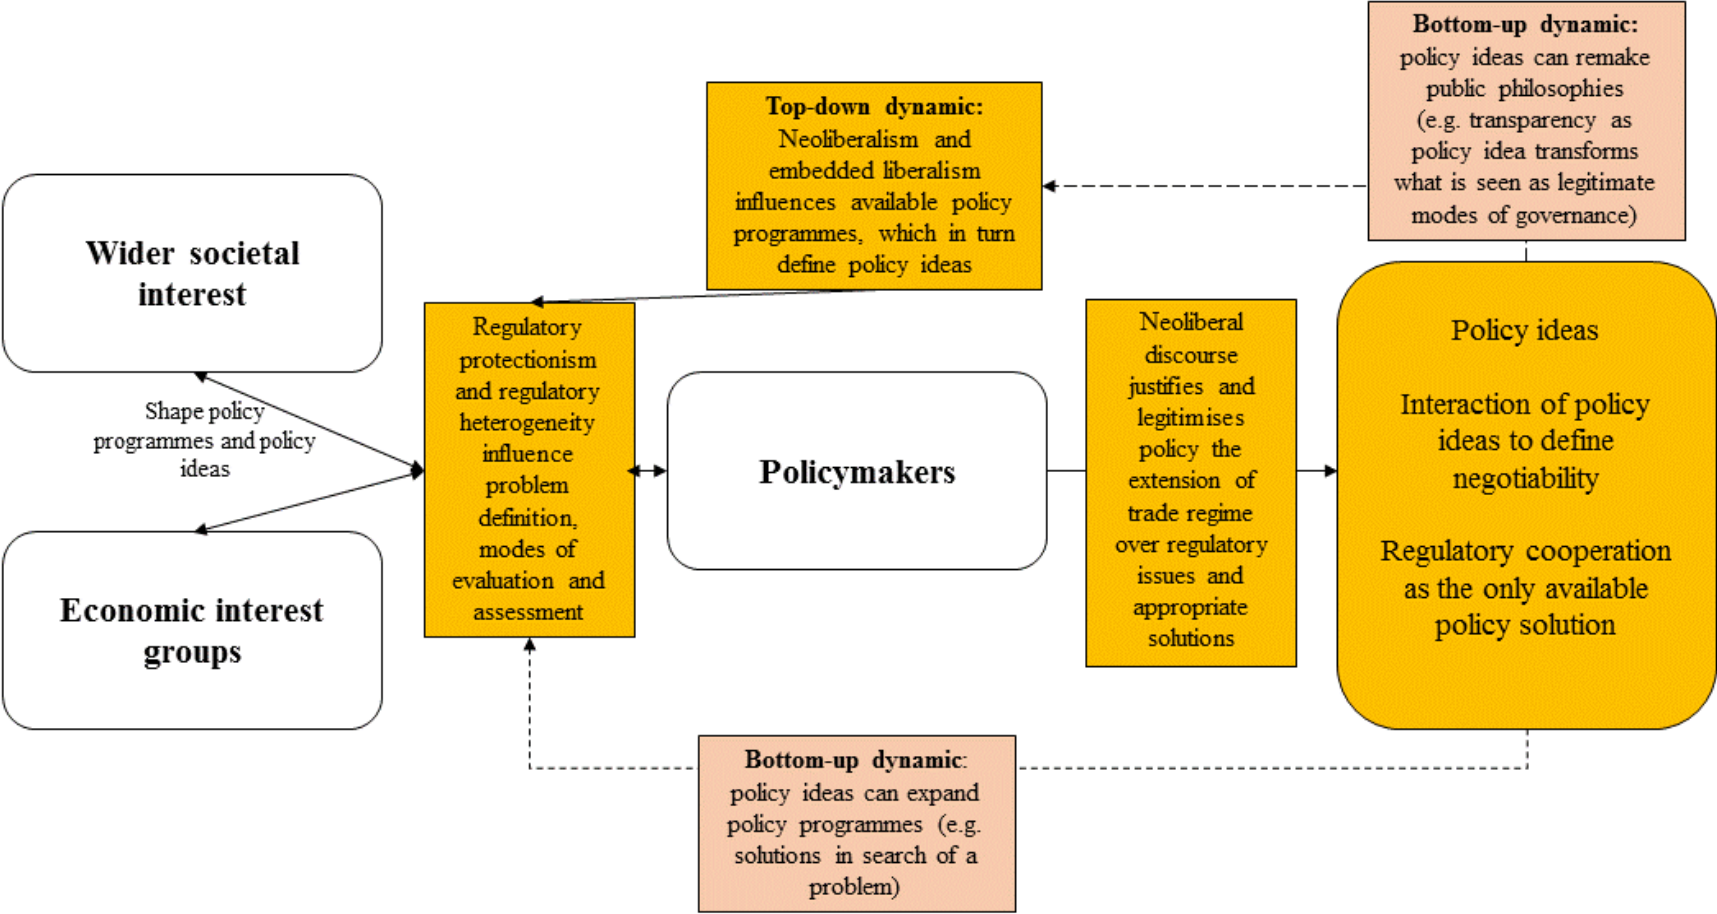 Bottom-up dynamic:
policy ideas can remake
public philosophies
(e.g. transparency as
policy idea transforms
what is seen as legitimate
modes of governance)
Top-down dynamic:
Neoliberalism and
embedded liberalism
influences available policy
programmes, which in turn
define policy ideas
Wider societal
interest
Shape policy
programmes and policy
ideas
Economic interest
groups
Regulatory
protectionism
and regulatory
heterogeneity
influence
problem
definition,
modes of
evaluation and
assessment
Policymakers
Neoliberal
discourse
justifies and
legitimises
policy the
extension of
trade regime
over regulatory
issues and
appropriate
solutions
Policy ideas
Interaction of policy
ideas to define
negotiability
Regulatory cooperation
as the only available
policy solution
Bottom-up dynamic:
policy ideas can expand
policy programmes (e.g.
solutions in search of a
problem)